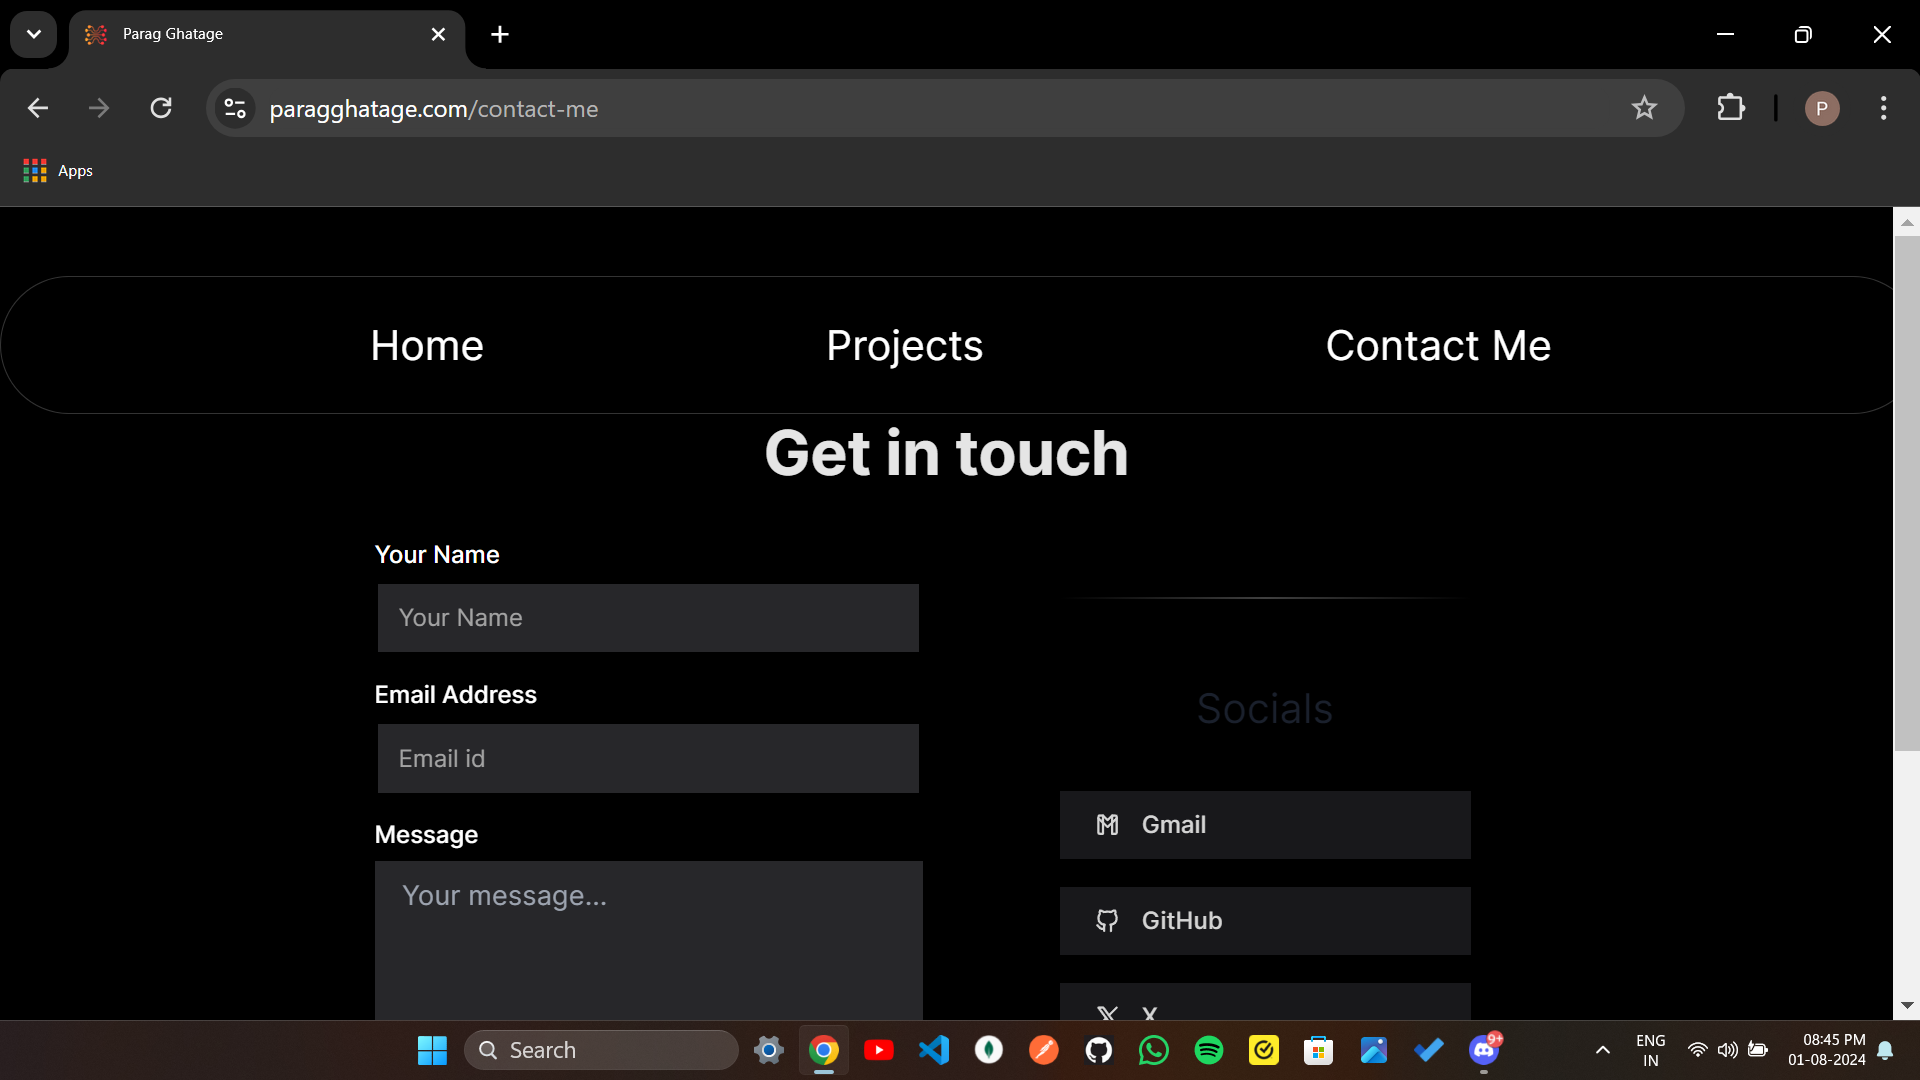 Parag Ghatage
paragghatage.com/contact-me
P
Apps
Home Projects Contact Me
Get in touch
Your Name
Your Name
Email Address
Email id
Message
Your message...
Socials
Gmail
GitHub
X
Search
9+
ENG
IN
08:45 PM
01-08-2024